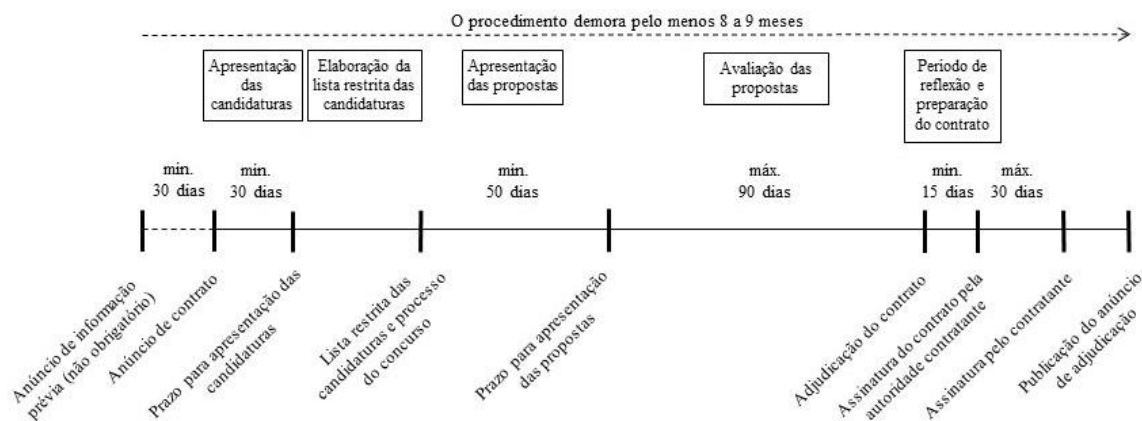 O procedimento demora pelo menos 8 a 9 meses
Apresentação
das
candidaturas
Elaboração da
lista restrita das
candidaturas
Apresentação
das propostas
Avaliação das
propostas
Periodo de
reflexão e
preparação
do contrato
min.
30 dias
min.
30 dias
min.
50 dias
máx.
90 dias
min.
15 dias
máx.
30 dias
Anúncio de informação
prévia (não obrigatório)
Anúncio de contrato
Prazo para apresentação das
candidaturas
Lista restrita das
candidaturas e processo
do concurso
Prazo para apresentação
das propostas
Adjudicação do contrato
Assinatura do contrato pela
autoridade contratante
Assinatura pelo contratante
Publicação do anúncio
de adjudicação